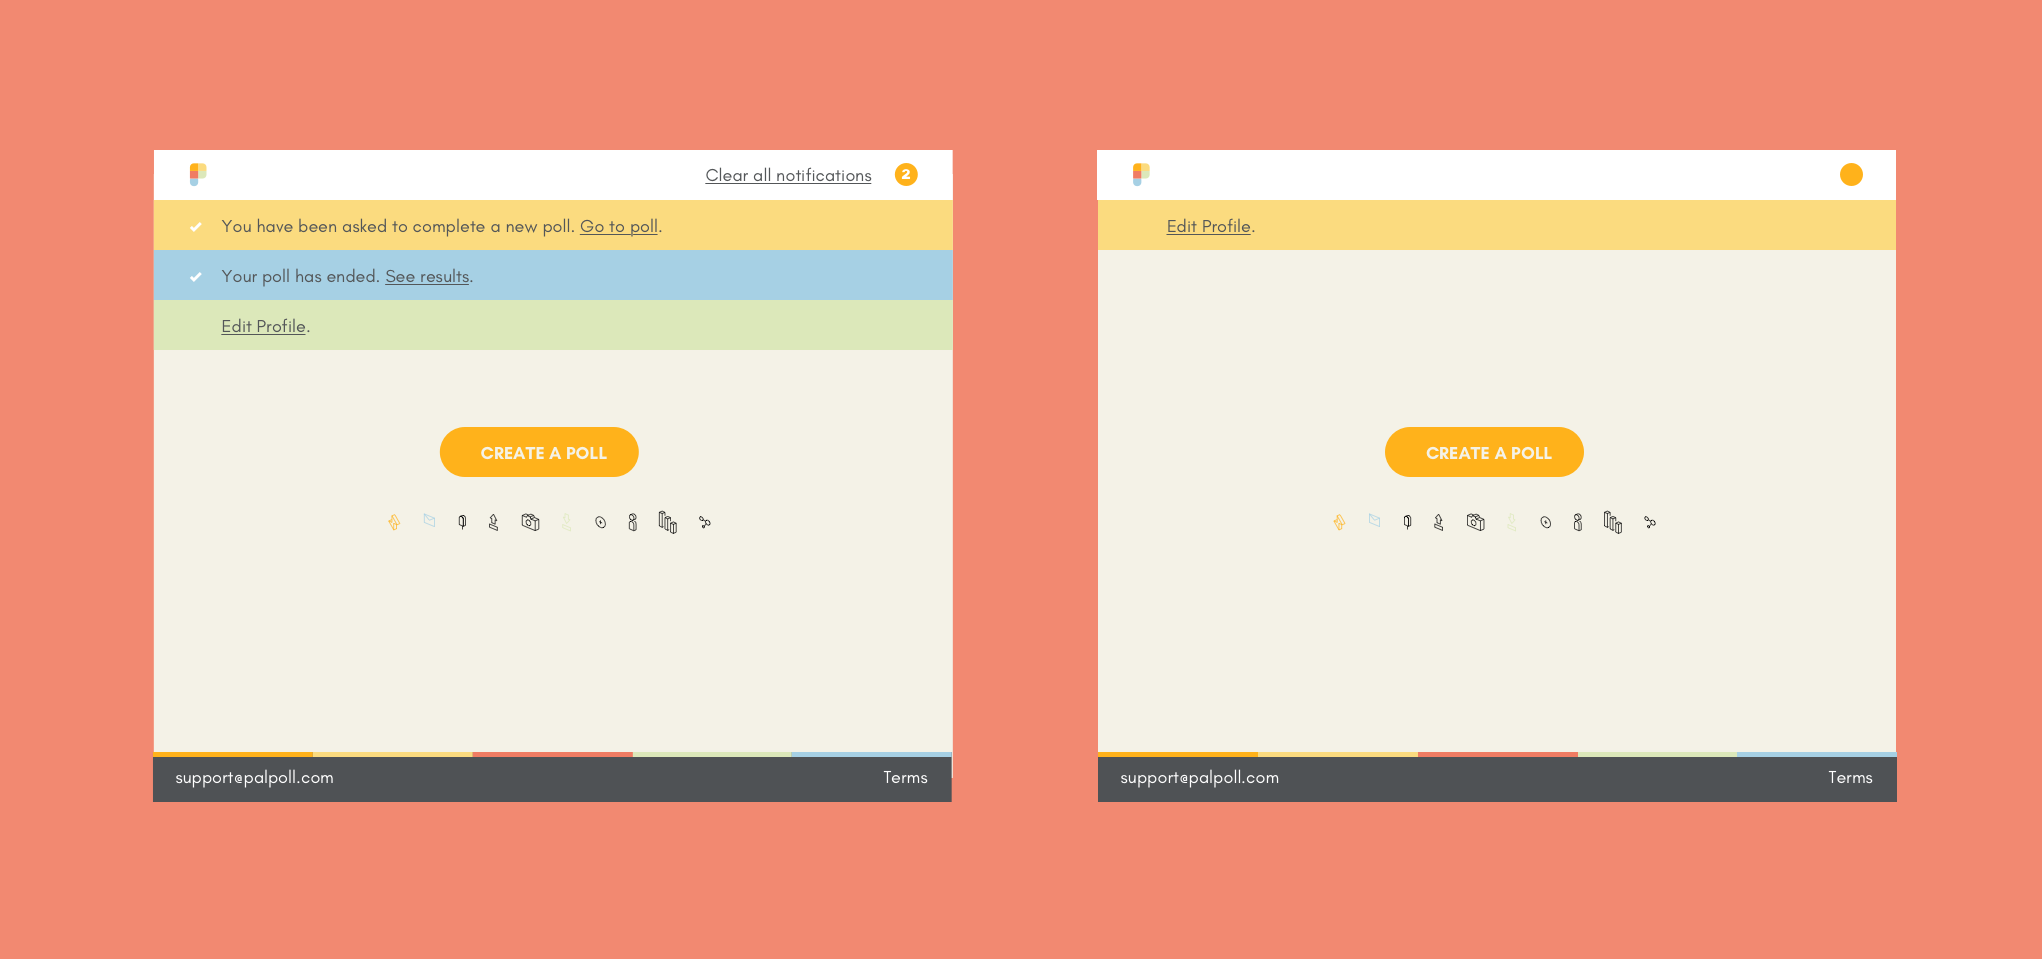 Clear all notifications 2
You have been asked to complete a new poll. Go to poll.
Your poll has ended. See results.
Edit Profile.
CREATE A POLL
support@palpoll.com Terms
Edit Profile.
CREATE A POLL
support@palpoll.com Terms